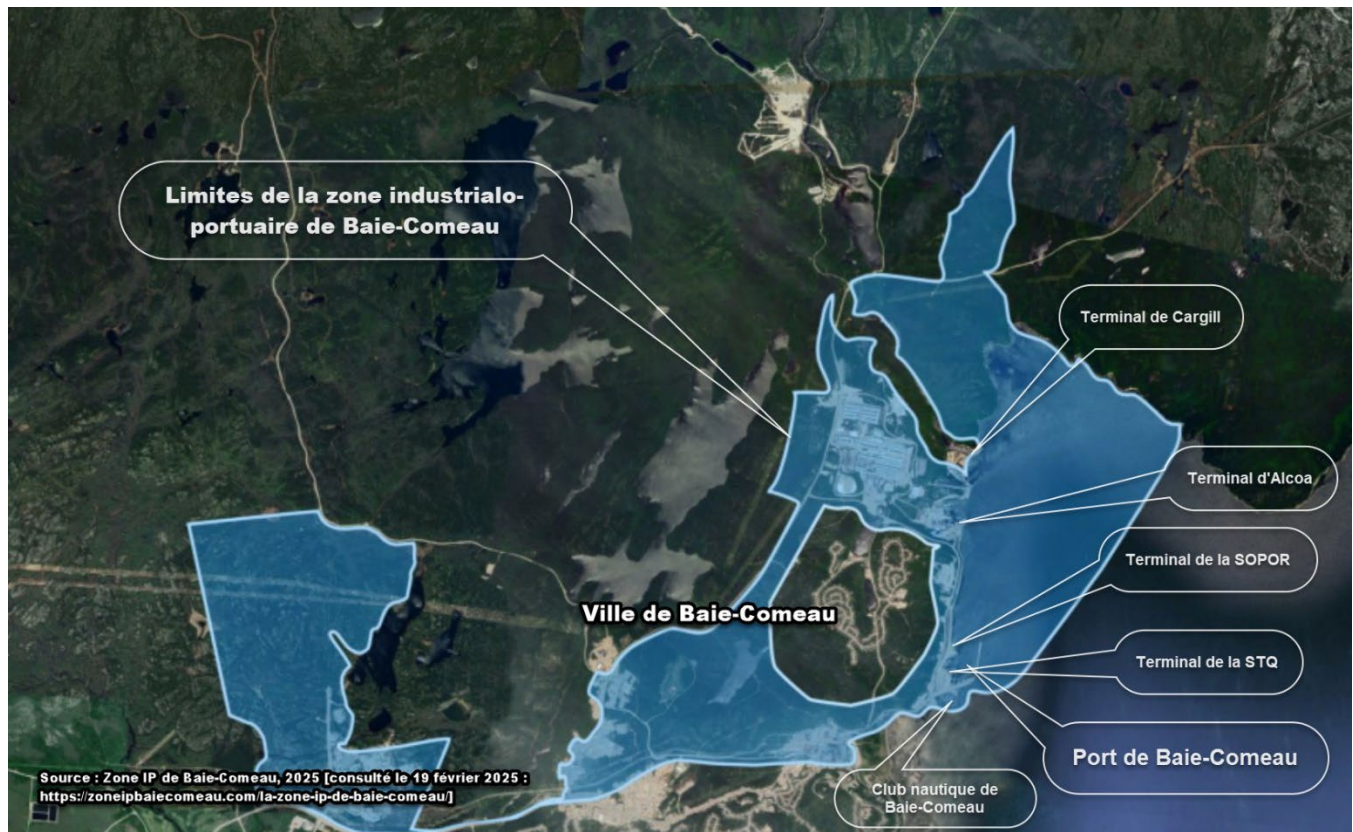 Limites de la zone industrialo-
portuaire de Baie-Comeau
Terminal de Cargill
Terminal d'Alcoa
Terminal de la SOPOR
Ville de Baie-Comeau
Terminal de la STQ
Port de Baie-Comeau
Club nautique de
Baie-Comeau
Source : Zone IP de Baie-Comeau, 2025 [consulté le 19 février 2025 :
https://zoneipbaiecomeau.com/la-zone-ip-de-baie-comeau/]